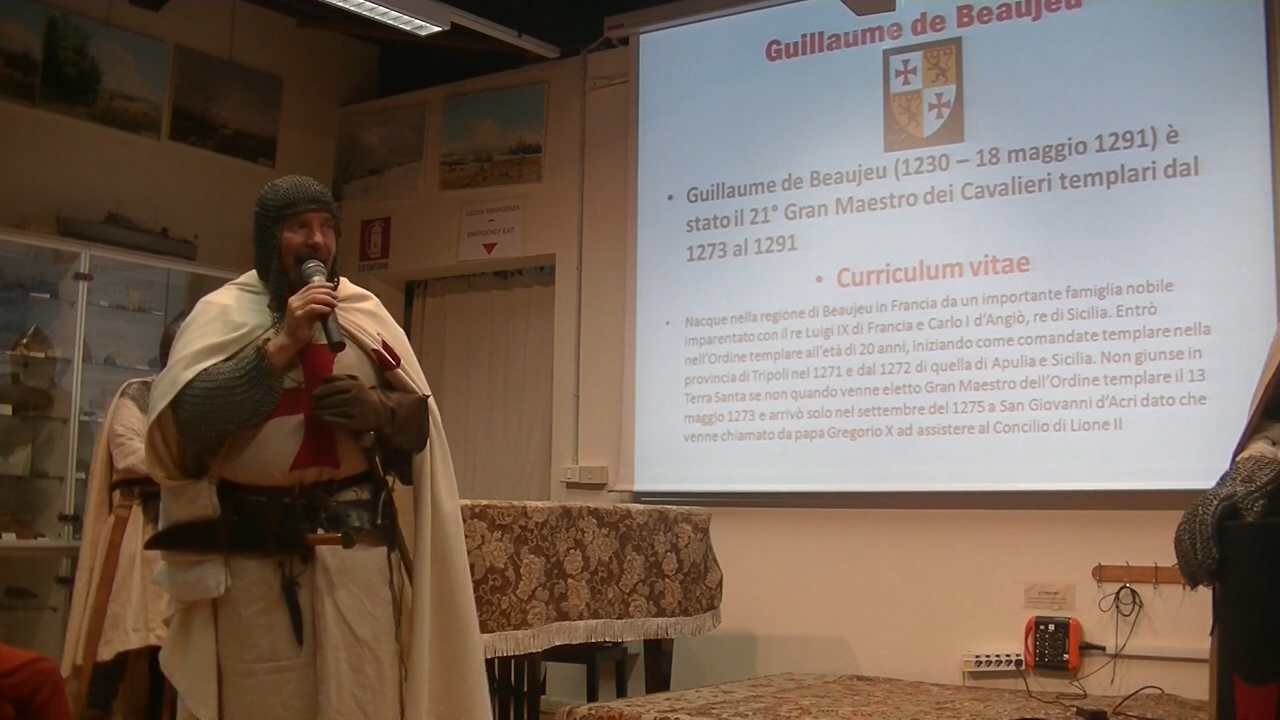 Guillaume de Beaujeu
• Guillaume de Beaujeu (1230 – 18 maggio 1291) è
stato il 21° Gran Maestro dei Cavalieri templari dal
1273 al 1291
• Curriculum vitae
• Nacque nella regione di Beaujeu in Francia da un importante famiglia nobile
imparentato con il re Luigi IX di Francia e Carlo I d'Angiò, re di Sicilia. Entrò
nell'Ordine templare all'età di 20 anni, iniziando come comandate templare nella
provincia di Tripoli nel 1271 e dal 1272 di quella di Apulia e Sicilia. Non giunse in
Terra Santa se non quando venne eletto Gran Maestro dell'Ordine templare il 13
maggio 1273 e arrivò solo nel settembre del 1275 a San Giovanni d'Acri dato che
venne chiamato da papa Gregorio X ad assistere al Concilio di Lione II
USCITA EMERGENZA
EMERGENCY EXIT
ESTINTORE